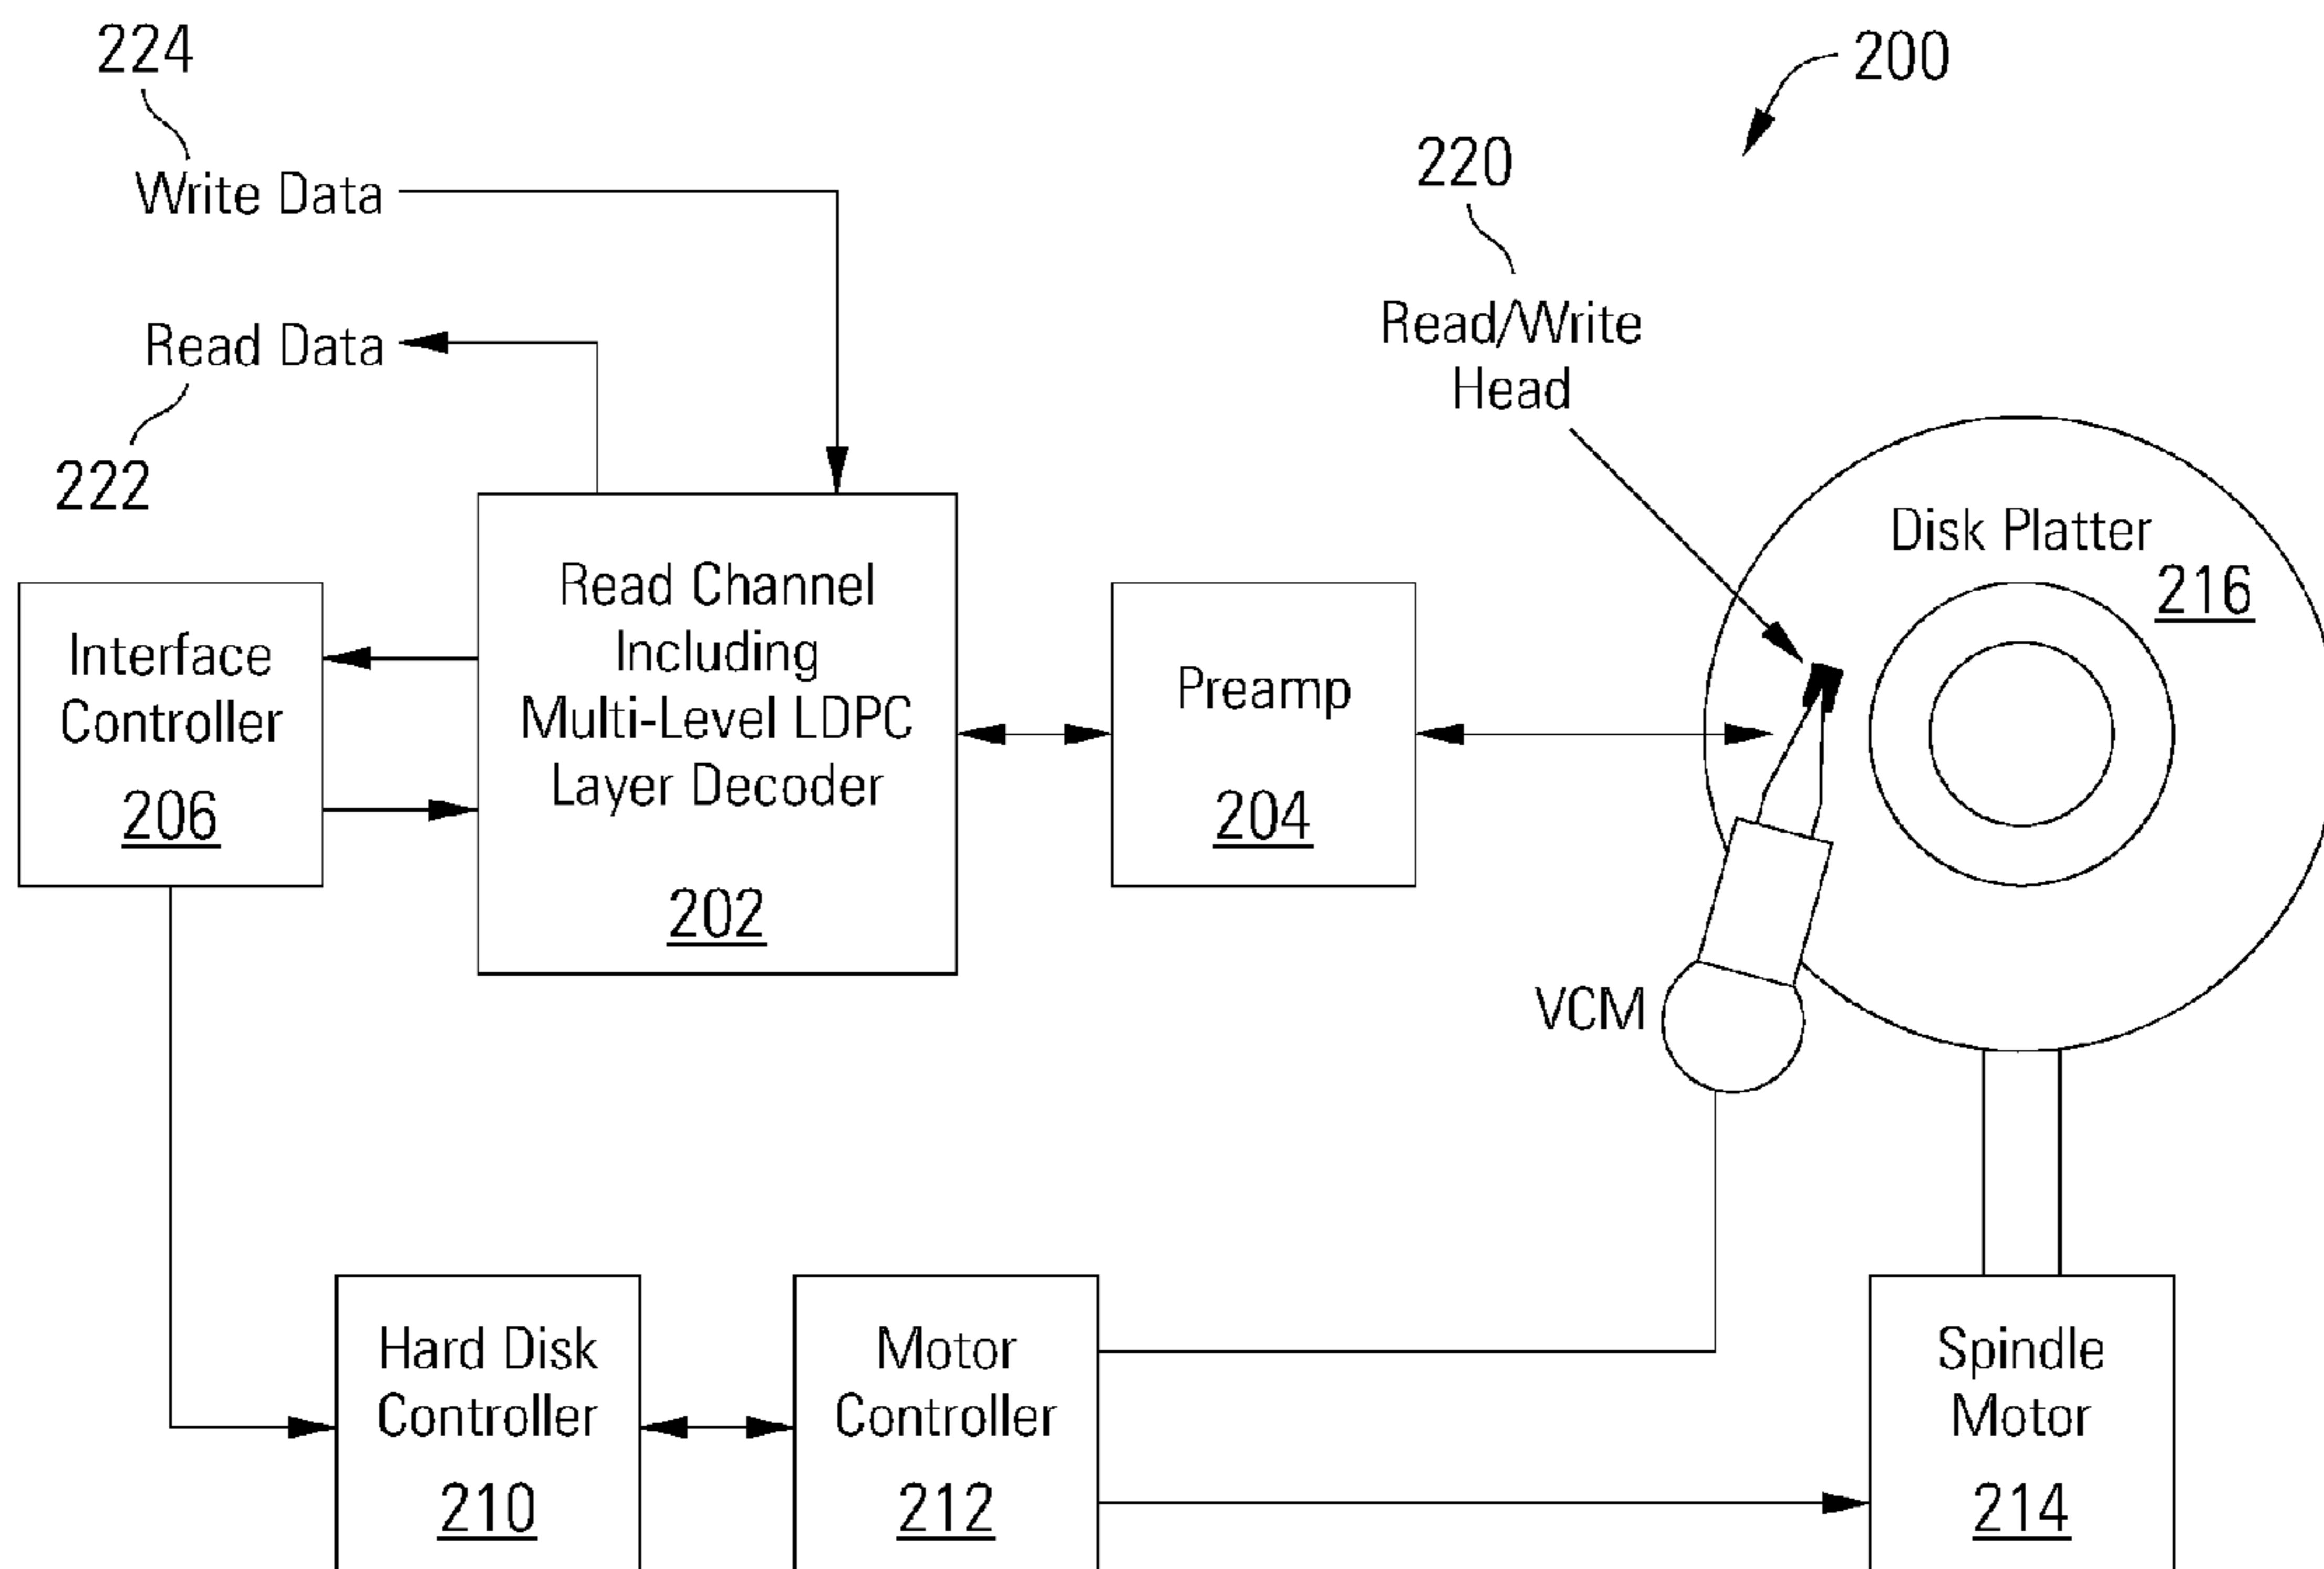 224
200
Write Data
220
Read/Write
Head
Read Data
222
Disk Platter
216
Read Channel
Including
Multi-Level LDPC
Layer Decoder
202
Interface
Controller
206
Preamp
204
VCM
Hard Disk
Controller
210
Motor
Controller
212
Spindle
Motor
214